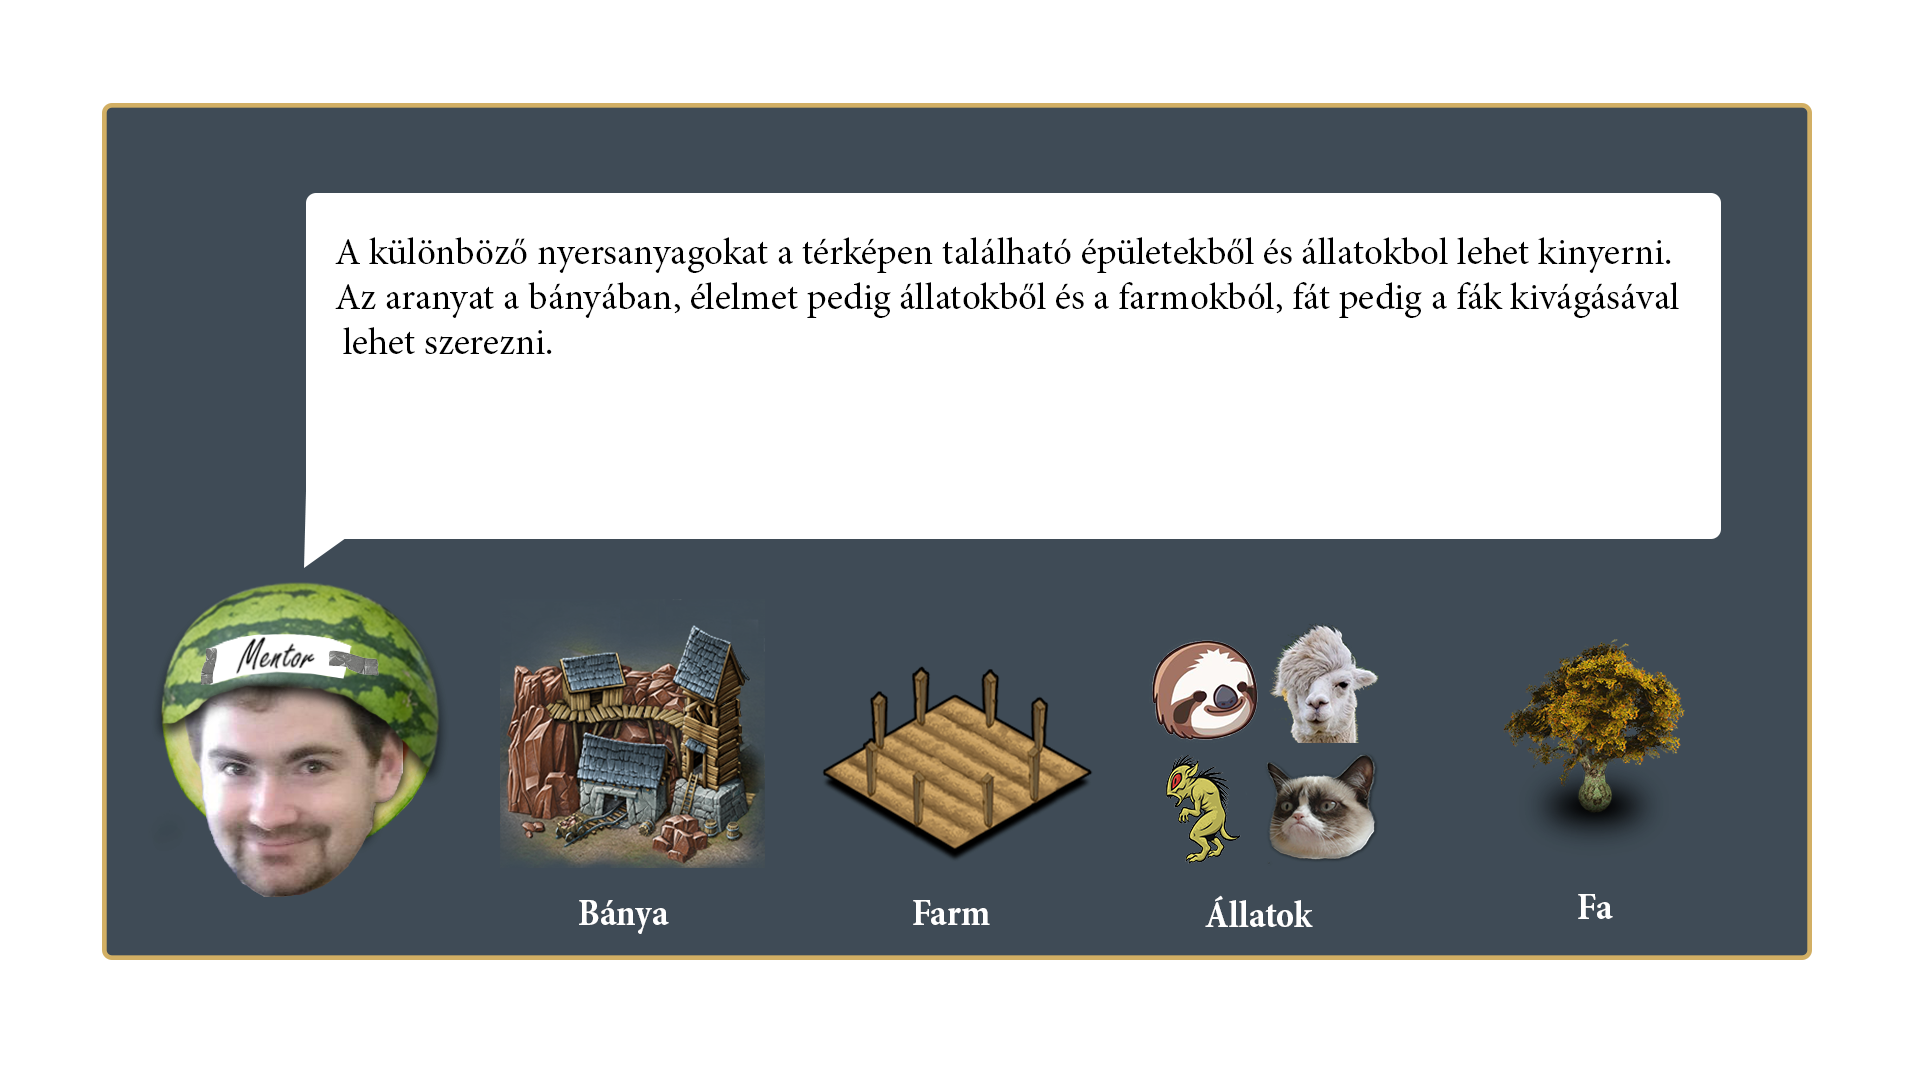 A különböző nyersanyagokat a térképen található épületekből és állatokbol lehet kinyerni.
Az aranyat a bányában, élelmet pedig állatokből és a farmokból, fát pedig a fák kivágásával
lehet szerezni.
Mentor
Bánya
Farm
Állatok
Fa